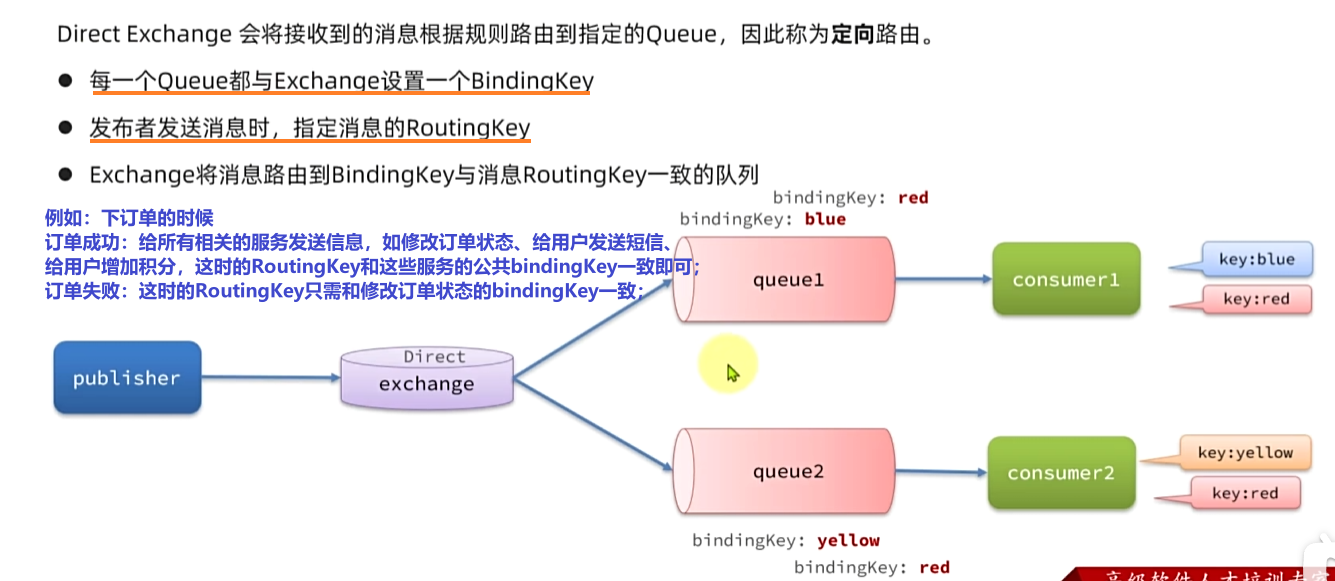 Direct Exchange 会将接收到的消息根据规则路由到指定的Queue，因此称为定向路由。
● 每一个Queue都与Exchange设置一个BindingKey
● 发布者发送消息时，指定消息的RoutingKey
● Exchange将消息路由到BindingKey与消息RoutingKey一致的队列
例如：下订单的时候
订单成功：给所有相关的服务发送信息，如修改订单状态、给用户发送短信、
给用户增加积分，这时的RoutingKey和这些服务的公共bindingKey一致即可；
订单失败：这时的RoutingKey只需和修改订单状态的bindingKey一致；
bindingKey: red
bindingKey: blue
queue1
consumer1
key:blue
key:red
publisher
Direct
exchange
queue2
consumer2
key:yellow
key:red
bindingKey: yellow
bindingKey: red